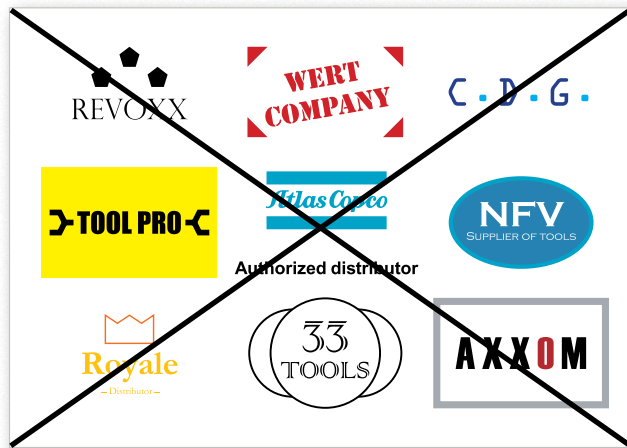 REVOXX
WERT
COMPANY
C.D.G.
TOOL PRO
Atlas Copco
Authorized distributor
NFV
SUPPLIER OF TOOLS
Royale
Distributor
33
TOOLS
AXXOM